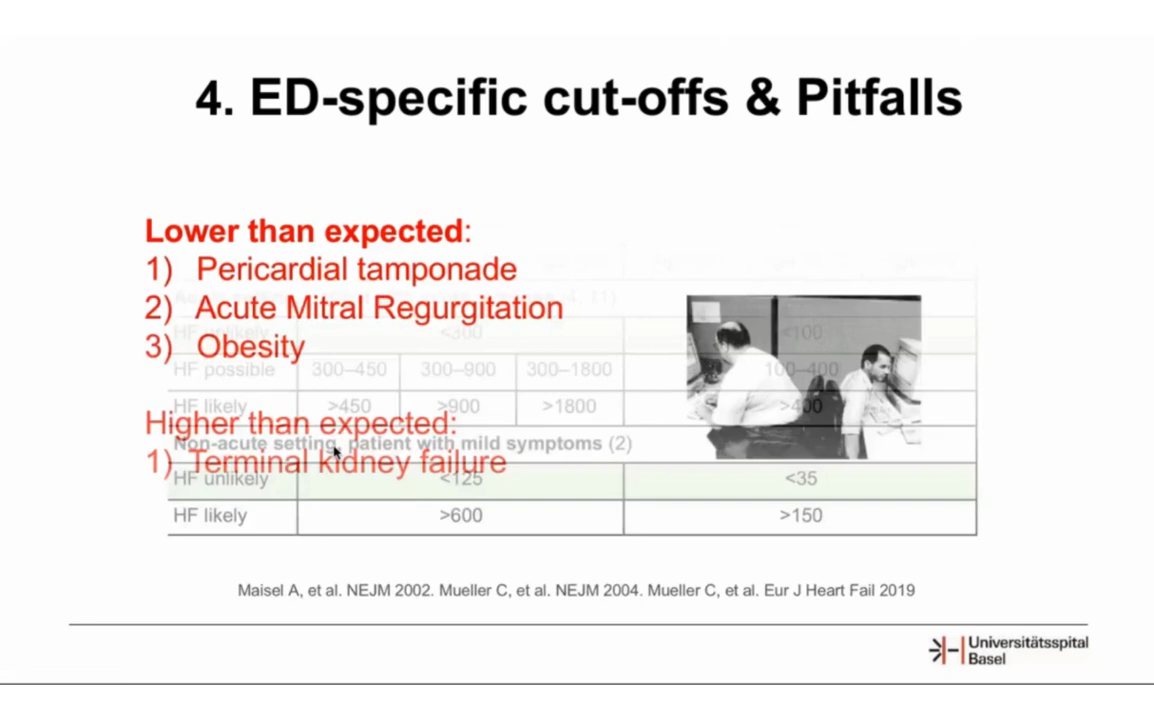 4. ED-specific cut-offs & Pitfalls
Lower than expected:
1) Pericardial tamponade
2) Acute Mitral Regurgitation
3) Obesity
Higher than expected:
1) Terminal kidney failure
11)
HF unlikely <300 <100
HF possible 300–450 300–900 300–1800 100–400
HF likely >450 >900 >1800 >400
Non-acute setting, patient with mild symptoms (2)
HF unlikely <125 <35
HF likely >600 >150
Maisel A, et al. NEJM 2002. Mueller C, et al. NEJM 2004. Mueller C, et al. Eur J Heart Fail 2019
Universitätsspital
Basel